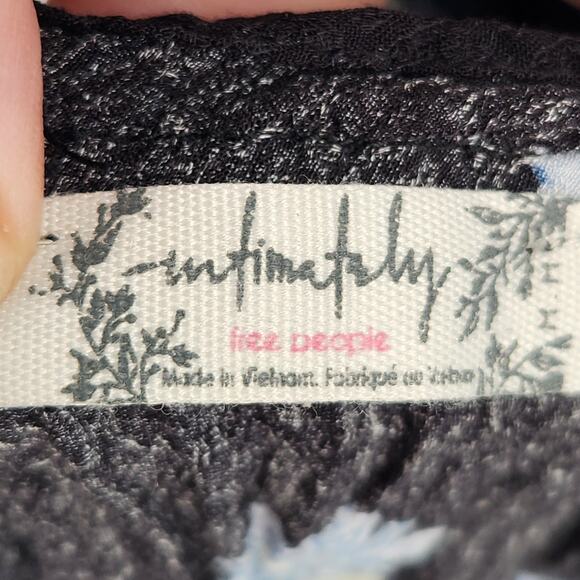 intimately
free people
Made in Vietnam. Fabriqué au Vietnam
M M